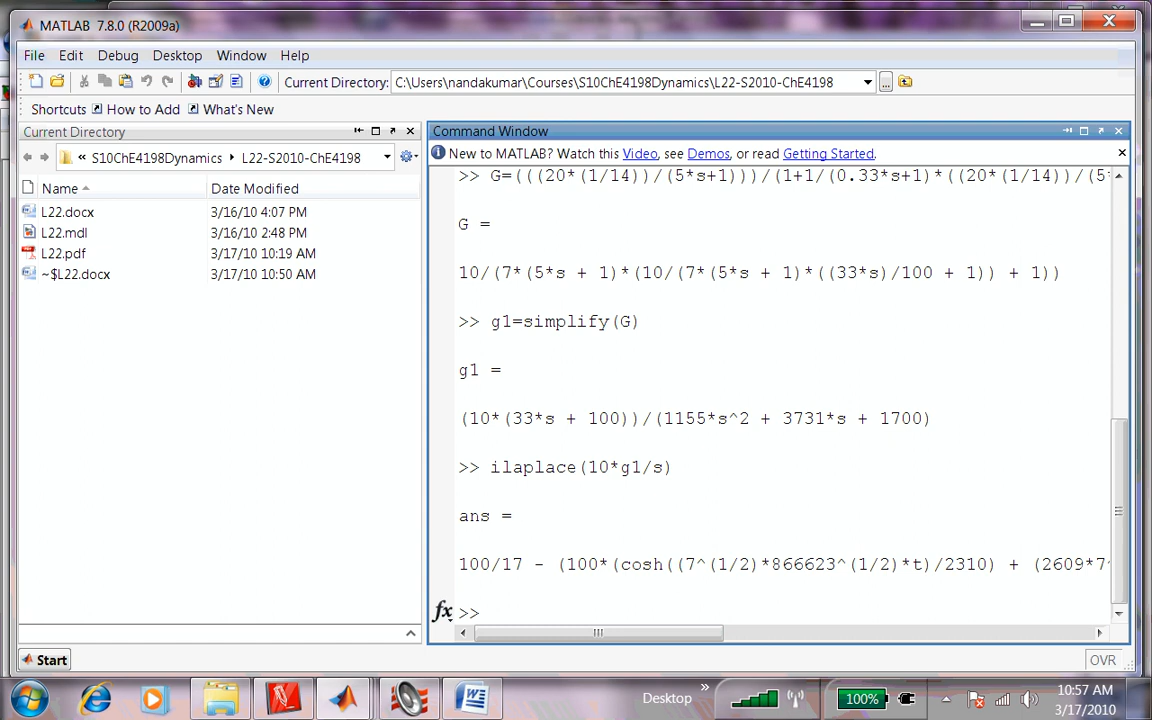 MATLAB 7.8.0 (R2009a)
File Edit Debug Desktop Window Help
Current Directory: C:\Users\nandakumar\Courses\S10ChE4198Dynamics\L22-S2010-ChE4198 ...
Shortcuts How to Add What's New
Current Directory
« S10ChE4198Dynamics L22-S2010-ChE4198
Name Date Modified
L22.docx 3/16/10 4:07 PM
L22.mdl 3/16/10 2:48 PM
L22.pdf 3/17/10 10:19 AM
~$L22.docx 3/17/10 10:50 AM
Command Window
New to MATLAB? Watch this Video, see Demos, or read Getting Started.
>> G=(((20*(1/14))/(5*s+1)))/(1+1/(0.33*s+1)*((20*(1/14))/(5*
G =
10/(7*(5*s + 1)*(10/(7*(5*s + 1)*((33*s)/100 + 1)) + 1))
>> g1=simplify(G)
g1 =
(10*(33*s + 100))/(1155*s^2 + 3731*s + 1700)
>> ilaplace(10*g1/s)
ans =
100/17 - (100*(cosh((7^(1/2)*866623^(1/2)*t)/2310) + (2609*7^
fx >>
Start
OVR
Desktop » 100% 10:57 AM
3/17/2010